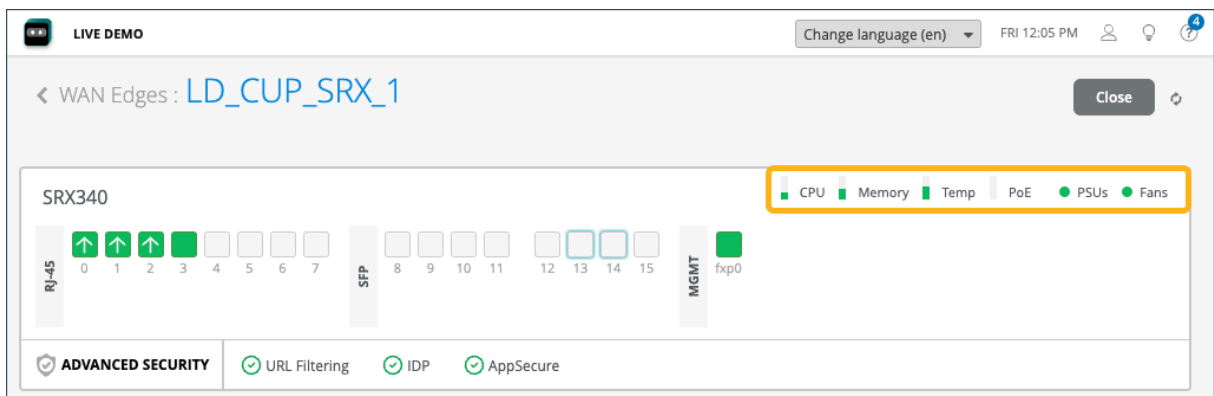 LIVE DEMO
Change language (en)
FRI 12:05 PM
4
?
WAN Edges : LD_CUP_SRX_1
Close
SRX340
CPU Memory Temp PoE PSUs Fans
RJ-45
0 1 2 3 4 5 6 7
SFP
8 9 10 11 12 13 14 15
MGMT
fxp0
ADVANCED SECURITY
URL Filtering IDP AppSecure